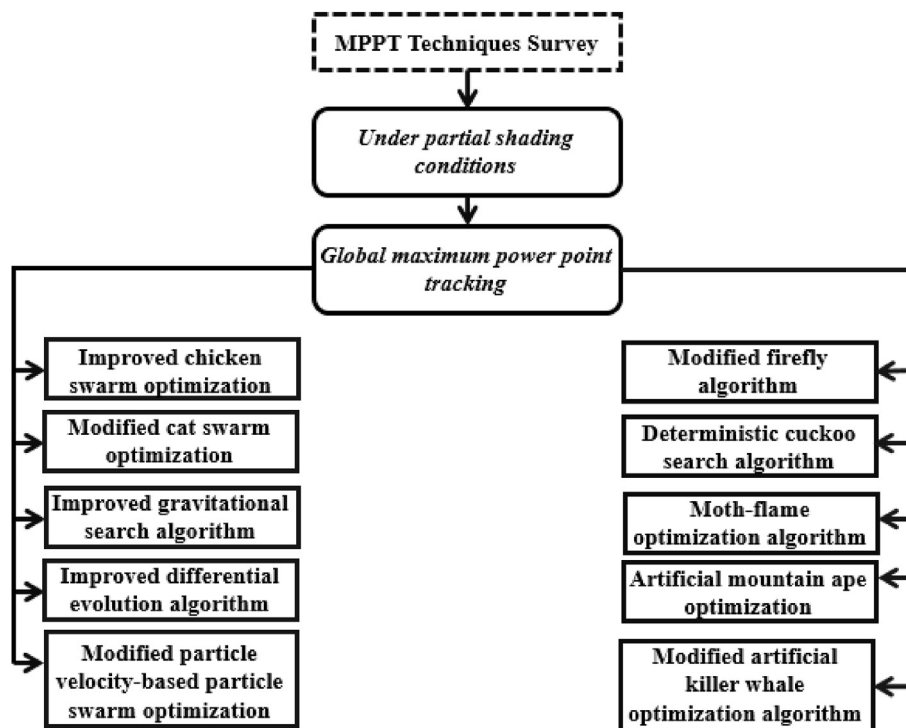 MPPT Techniques Survey
Under partial shading
conditions
Global maximum power point
tracking
Improved chicken
swarm optimization
Modified cat swarm
optimization
Improved gravitational
search algorithm
Improved differential
evolution algorithm
Modified particle
velocity-based particle
swarm optimization
Modified firefly
algorithm
Deterministic cuckoo
search algorithm
Moth-flame
optimization algorithm
Artificial mountain ape
optimization
Modified artificial
killer whale
optimization algorithm